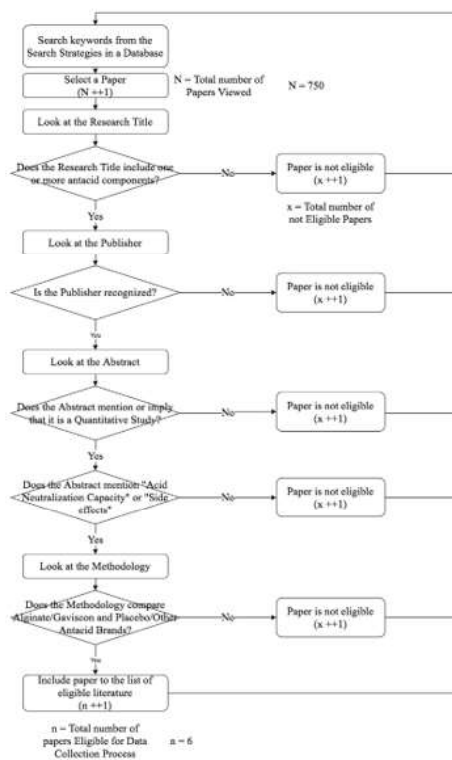 Search keywords from the
Search Strategies in a Database
Select a Paper
(N ++1)
N = Total number of
Papers Viewed
N = 750
Look at the Research Title
Does the Research Title include one
or more antacid components?
No
Paper is not eligible
(x ++1)
x = Total number of
not Eligible Papers
Yes
Look at the Publisher
Is the Publisher recognized?
No
Paper is not eligible
(x ++1)
Yes
Look at the Abstract
Does the Abstract mention or imply
that it is a Quantitative Study?
No
Paper is not eligible
(x ++1)
Yes
Does the Abstract mention "Acid
Neutralization Capacity" or "Side
effects"
No
Paper is not eligible
(x ++1)
Yes
Look at the Methodology
Does the Methodology compare
Alginate/Gaviscon and Placebo/Other
Antacid Brands?
No
Paper is not eligible
(x ++1)
Yes
Include paper to the list of
eligible literature
(n ++1)
n = Total number of
papers Eligible for Data
Collection Process
n = 6